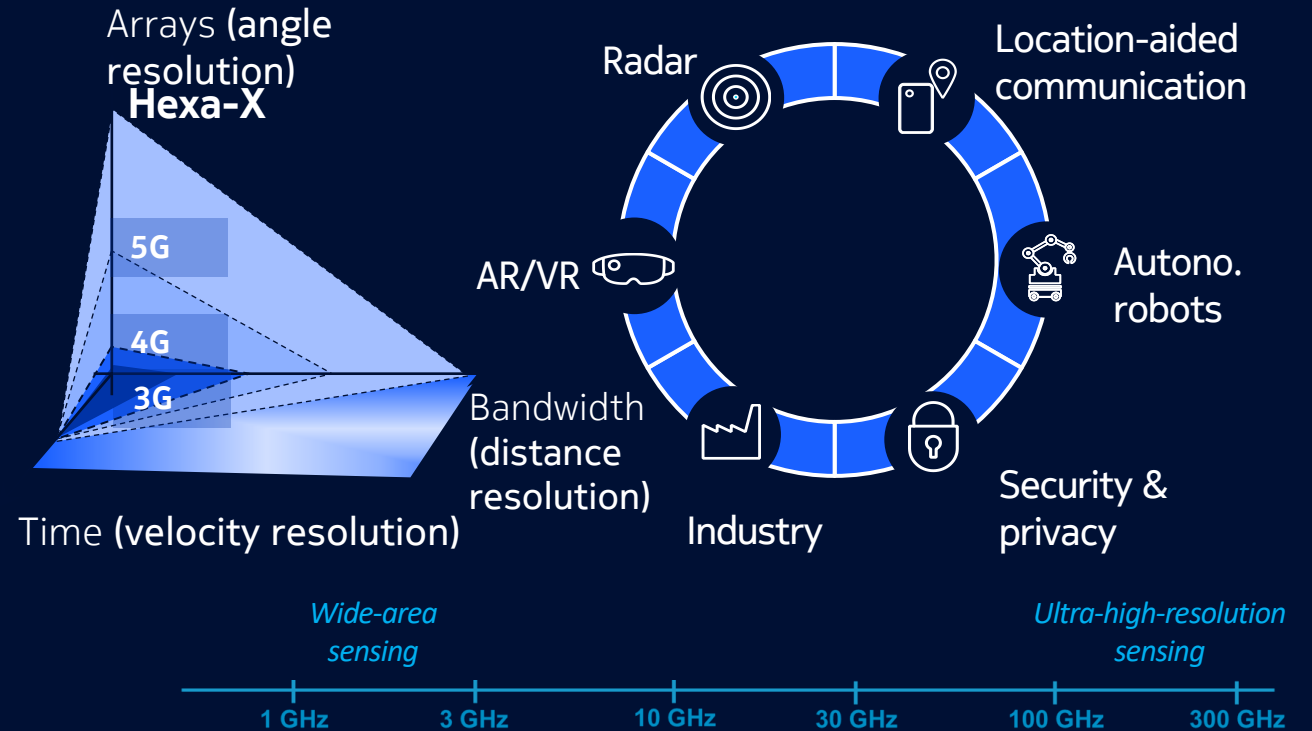 Arrays (angle
resolution)
Hexa-X
5G
4G
3G
Bandwidth
(distance
resolution)
Time (velocity resolution)
Radar
Location-aided
communication
AR/VR
Autono.
robots
Industry
Security &
privacy
Wide-area
sensing
Ultra-high-resolution
sensing
1 GHz
3 GHz
10 GHz
30 GHz
100 GHz
300 GHz